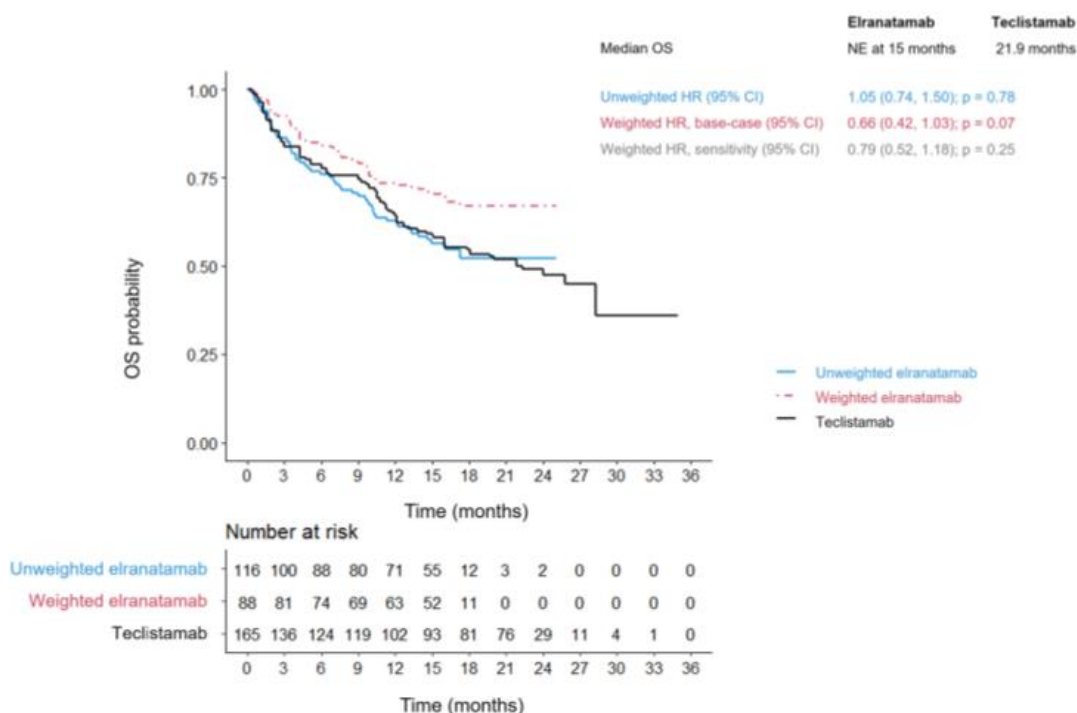 Elranatamab Teclistamab
Median OS NE at 15 months 21.9 months
Unweighted HR (95% CI) 1.05 (0.74, 1.50); p = 0.78
Weighted HR, base-case (95% CI) 0.66 (0.42, 1.03); p = 0.07
Weighted HR, sensitivity (95% CI) 0.79 (0.52, 1.18); p = 0.25
OS probability
1.00
0.75
0.50
0.25
0.00
Unweighted elranatamab
Weighted elranatamab
Teclistamab
0 3 6 9 12 15 18 21 24 27 30 33 36
Time (months)
Number at risk
Unweighted elranatamab 116 100 88 80 71 55 12 3 2 0 0 0 0
Weighted elranatamab 88 81 74 69 63 52 11 0 0 0 0 0 0
Teclistamab 165 136 124 119 102 93 81 76 29 11 4 1 0
0 3 6 9 12 15 18 21 24 27 30 33 36
Time (months)